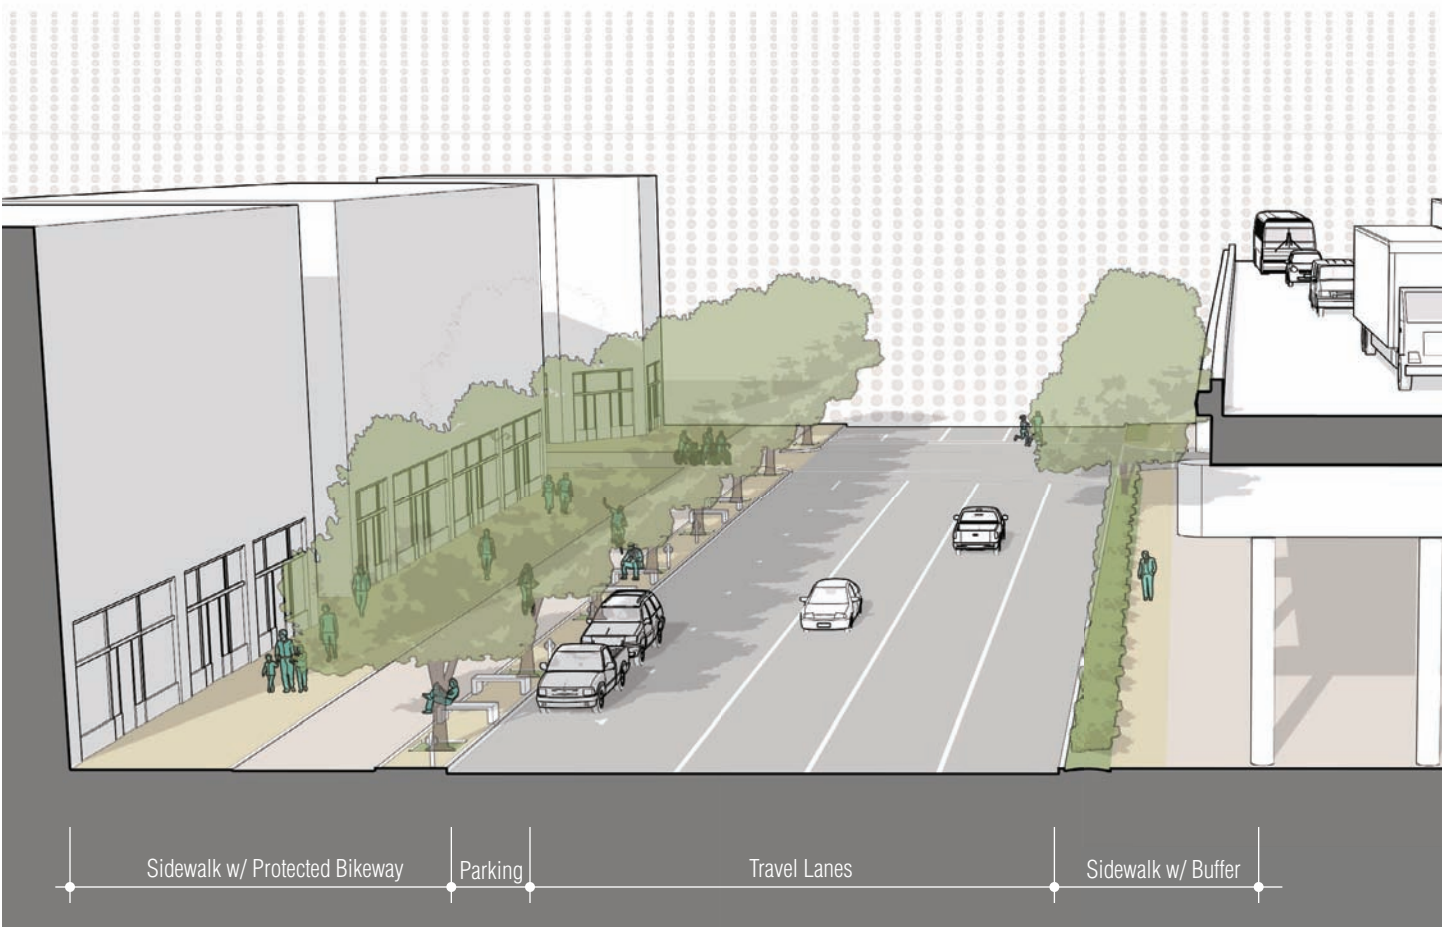 Sidewalk w/ Protected Bikeway
Parking
Travel Lanes
Sidewalk w/ Buffer